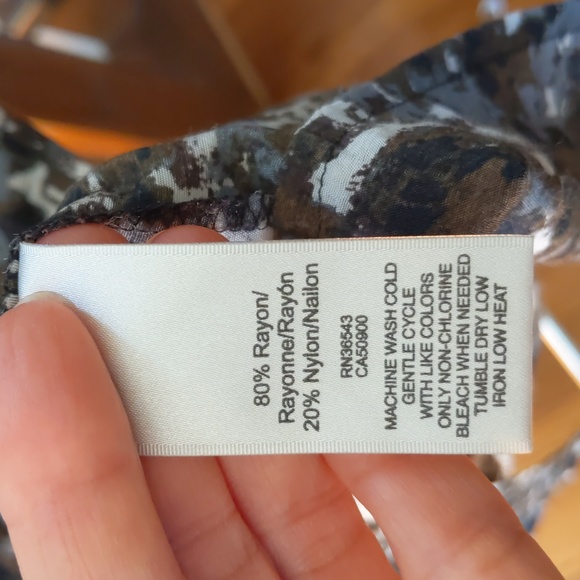 80% Rayon/
Rayonne/Rayón
20% Nylon/Nailon
RN36543
CA50900
MACHINE WASH COLD
GENTLE CYCLE
WITH LIKE COLORS
ONLY NON-CHLORINE
BLEACH WHEN NEEDED
TUMBLE DRY LOW
IRON LOW HEAT